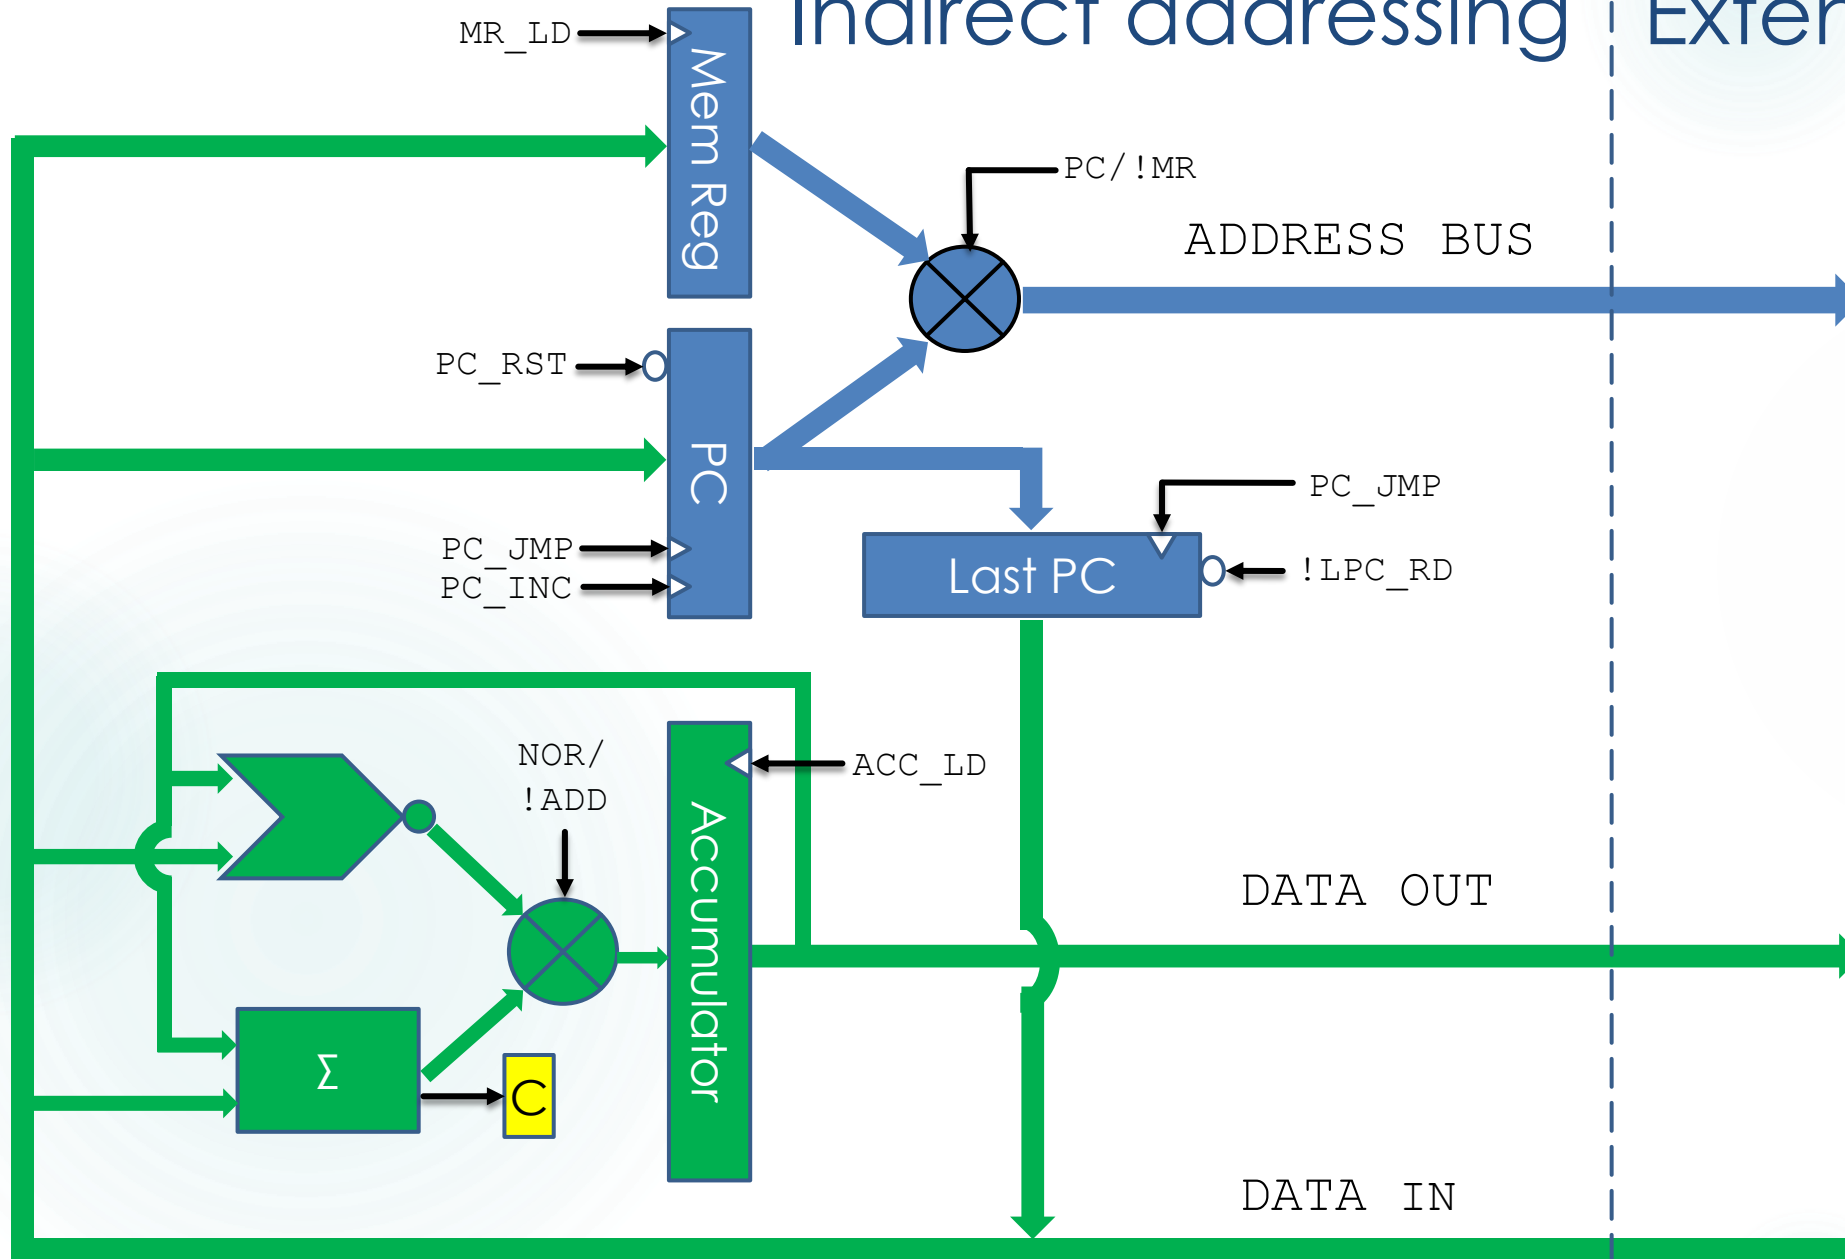 Indirect addressing
MR_LD
Mem Reg
PC/!MR
ADDRESS BUS
PC_RST
PC
PC_JMP
PC_INC
PC_JMP
Last PC
!LPC_RD
NOR/
!ADD
ACC_LD
Accumulator
DATA OUT
Σ
C
DATA IN